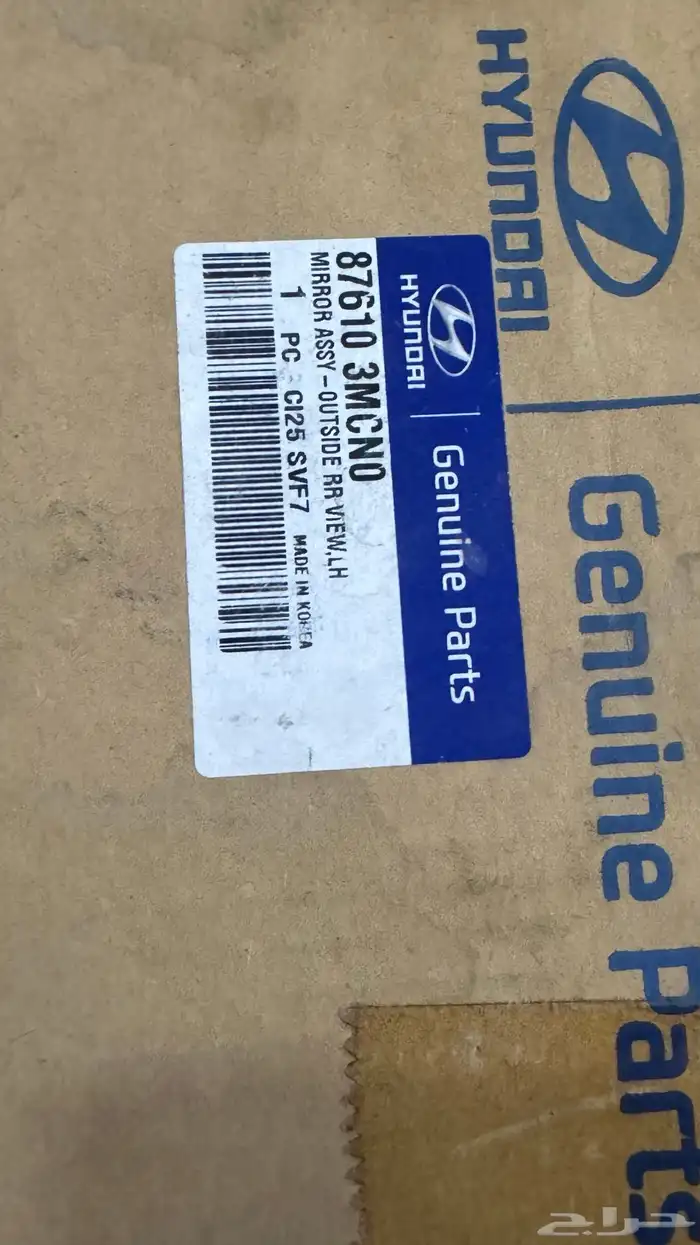 HYUNDAI
Genuine Parts
HYUNDAI
Genuine Parts
87610 3MCN0
MIRROR ASSY-OUTSIDE RR VIEW,LH
1 PC CI25 SVF7 MADE IN KOREA
حراج